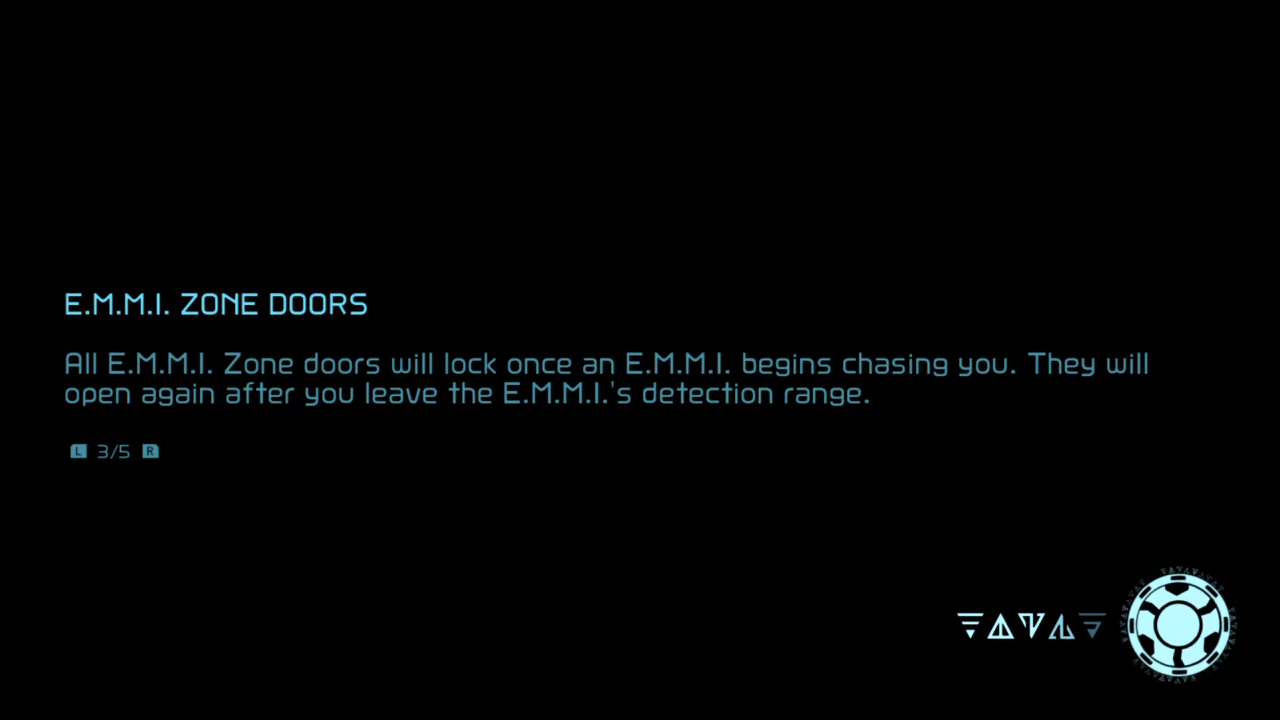 E.M.M.I. ZONE DOORS
All E.M.M.I. Zone doors will lock once an E.M.M.I. begins chasing you. They will
open again after you leave the E.M.M.I.'s detection range.
L 3/5 R